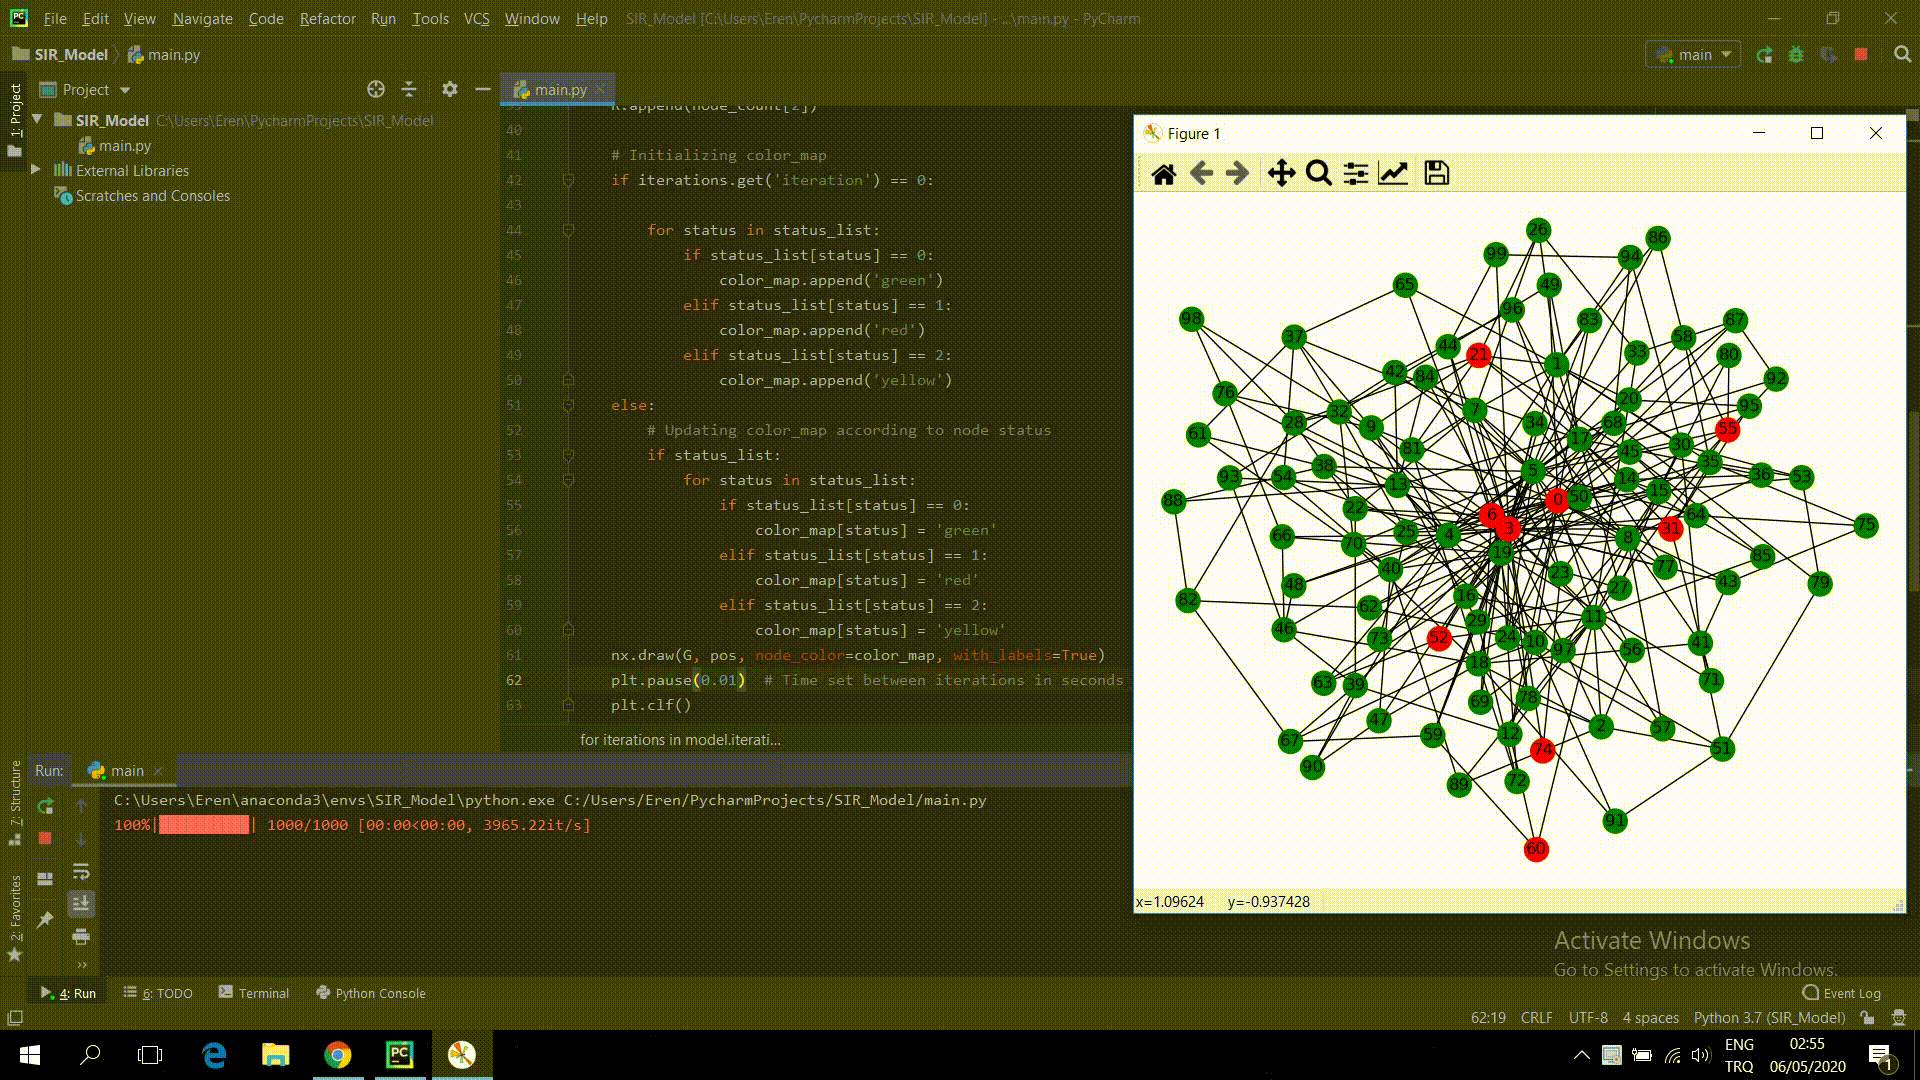 File Edit View Navigate Code Refactor Run Tools VCS Window Help SIR_Model [C:\Users\Eren\PycharmProjects\SIR_Model] - ...\main.py - PyCharm
SIR_Model main.py
main
1: Project
Project
SIR_Model C:\Users\Eren\PycharmProjects\SIR_Model
main.py
External Libraries
Scratches and Consoles
main.py
40
41 # Initializing color_map
42 if iterations.get('iteration') == 0:
43
44 for status in status_list:
45 if status_list[status] == 0:
46 color_map.append('green')
47 elif status_list[status] == 1:
48 color_map.append('red')
49 elif status_list[status] == 2:
50 color_map.append('yellow')
51 else:
52 # Updating color_map according to node status
53 if status_list:
54 for status in status_list:
55 if status_list[status] == 0:
56 color_map[status] = 'green'
57 elif status_list[status] == 1:
58 color_map[status] = 'red'
59 elif status_list[status] == 2:
60 color_map[status] = 'yellow'
61 nx.draw(G, pos, node_color=color_map, with_labels=True)
62 plt.pause(0.01) # Time set between iterations in seconds
63 plt.clf()
for iterations in model.iterati...
Figure 1
26
86
99
94
65
49
96
98
83
87
37
58
44
33
21
80
1
42
84
92
76
20
95
7
32
28
34
68
9
55
61
17
30
81
45
35
38
5
93
54
36
53
14
13
15
50
88
0
22
6
64
75
3
31
25
4
66
8
70
19
85
40
77
23
48
43
79
27
16
82
62
11
29
46
73
52
24
10
41
97
56
18
71
63
39
78
69
47
2
57
12
59
67
51
74
90
72
89
91
60
x=1.09624 y=-0.937428
Run: main
C:\Users\Eren\anaconda3\envs\SIR_Model\python.exe C:/Users/Eren/PycharmProjects/SIR_Model/main.py
100%|██████████| 1000/1000 [00:00<00:00, 3965.22it/s]
7: Structure
2: Favorites
Activate Windows
Go to Settings to activate Windows.
4: Run 6: TODO Terminal Python Console Event Log
62:19 CRLF UTF-8 4 spaces Python 3.7 (SIR_Model)
PC
ENG
TRQ
02:55
06/05/2020
1